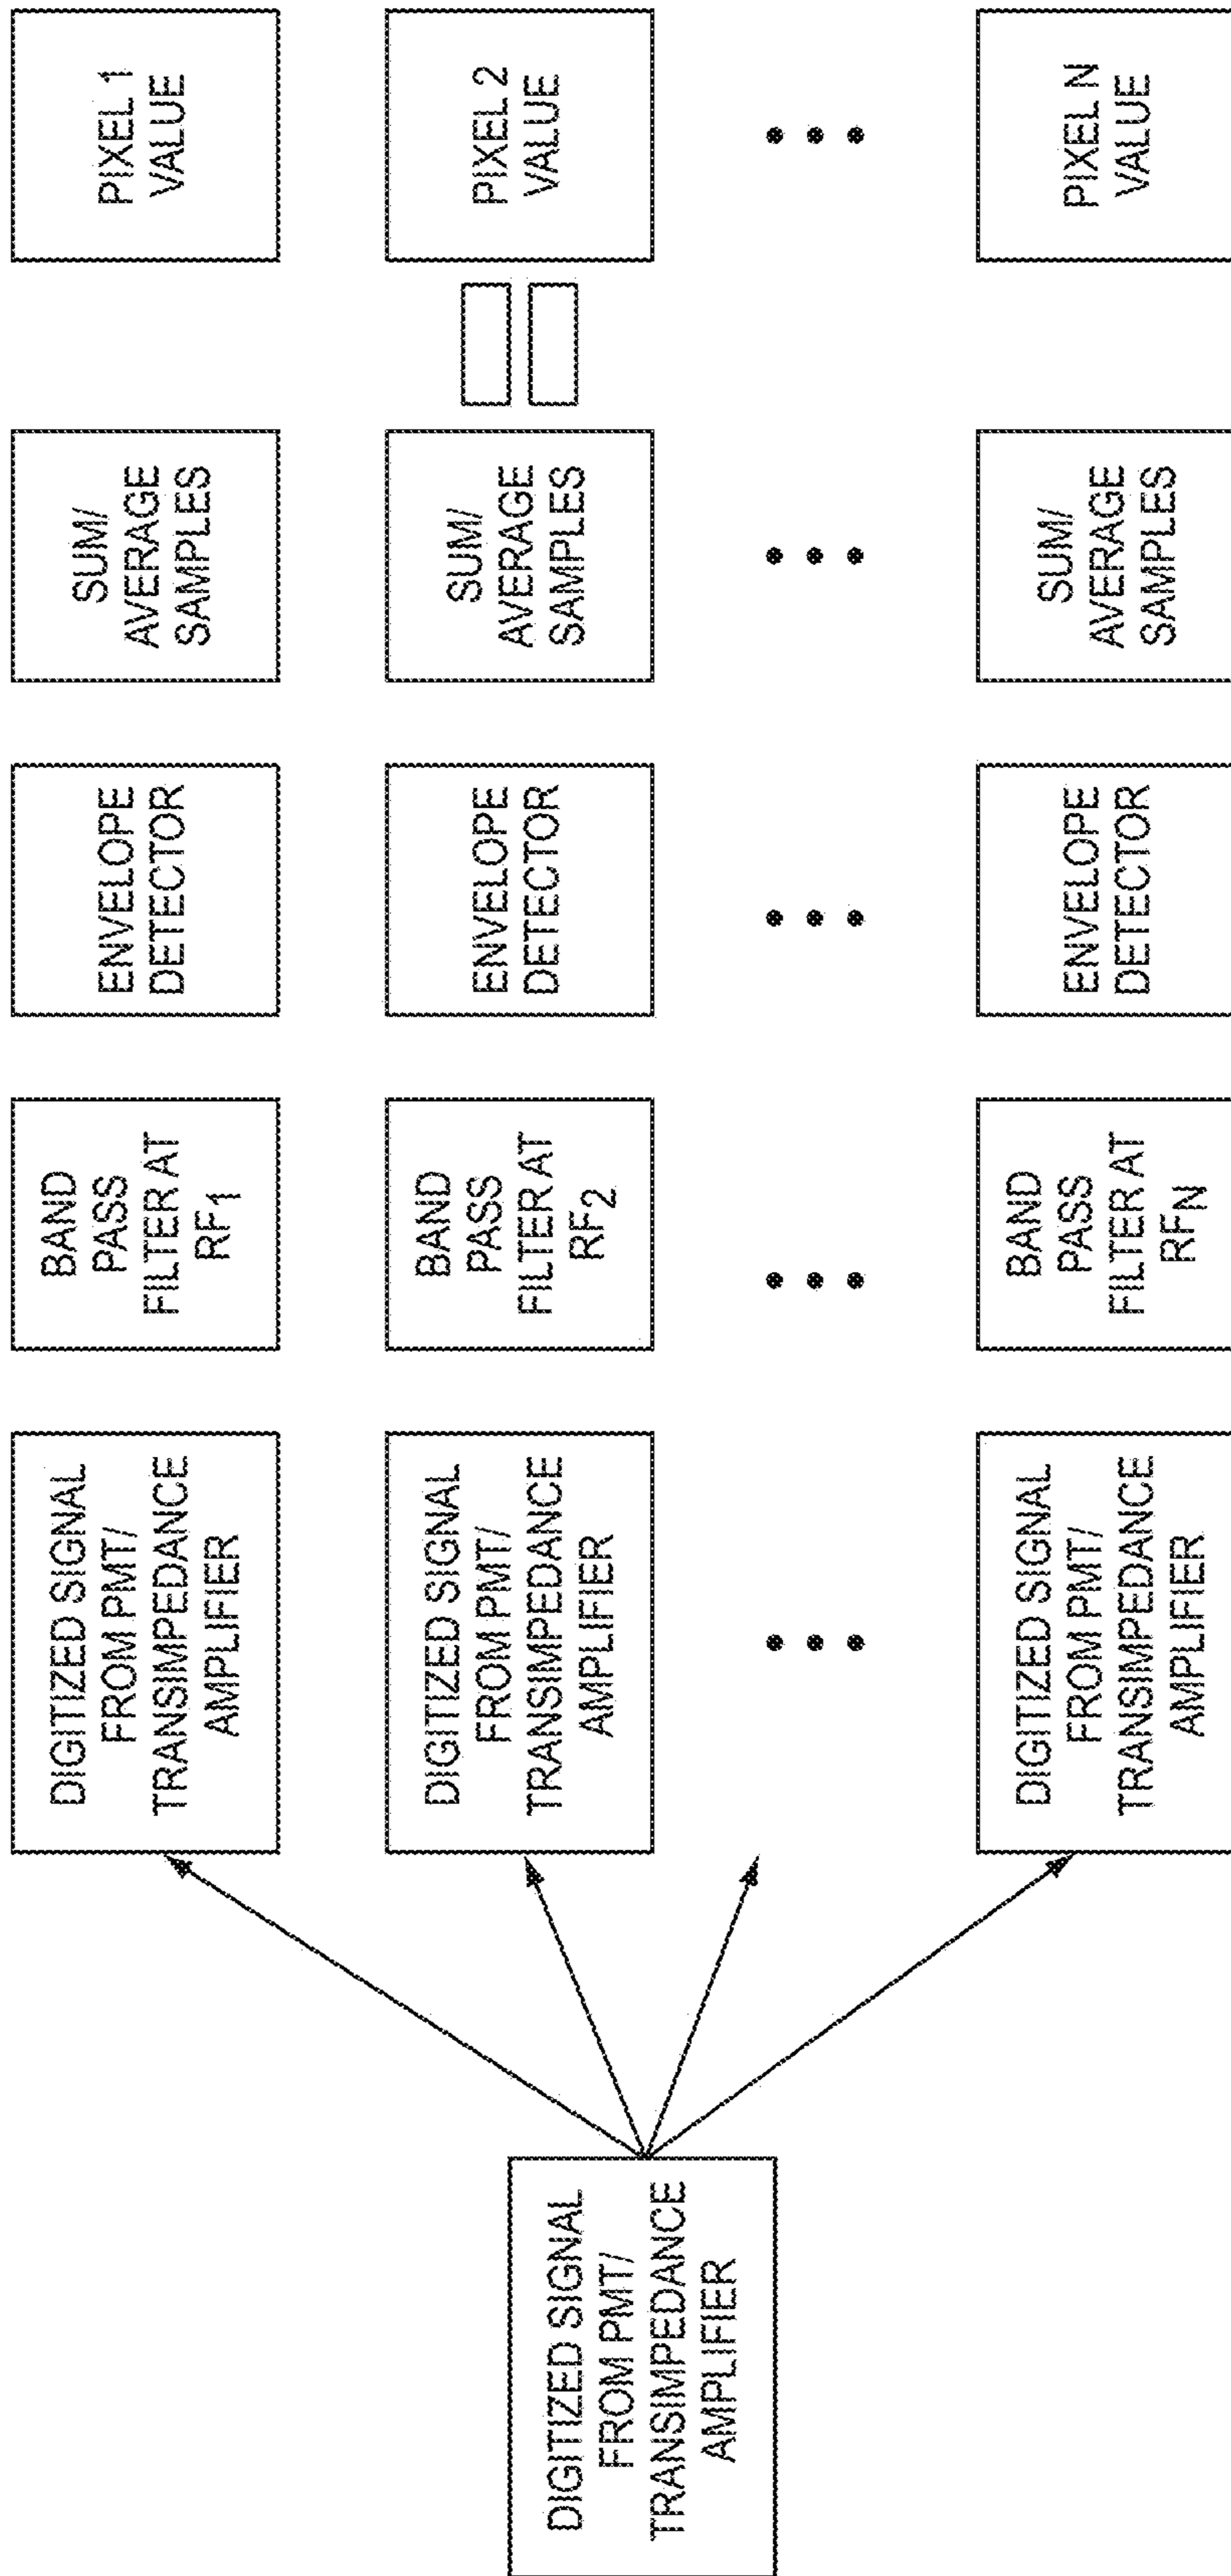 DIGITIZED SIGNAL
FROM PMT/
TRANSIMPEDANCE
AMPLIFIER
DIGITIZED SIGNAL
FROM PMT/
TRANSIMPEDANCE
AMPLIFIER
BAND
PASS
FILTER AT
RF₁
ENVELOPE
DETECTOR
SUM/
AVERAGE
SAMPLES
PIXEL 1
VALUE
DIGITIZED SIGNAL
FROM PMT/
TRANSIMPEDANCE
AMPLIFIER
BAND
PASS
FILTER AT
RF₂
ENVELOPE
DETECTOR
SUM/
AVERAGE
SAMPLES
PIXEL 2
VALUE
DIGITIZED SIGNAL
FROM PMT/
TRANSIMPEDANCE
AMPLIFIER
BAND
PASS
FILTER AT
RF_N
ENVELOPE
DETECTOR
SUM/
AVERAGE
SAMPLES
PIXEL N
VALUE